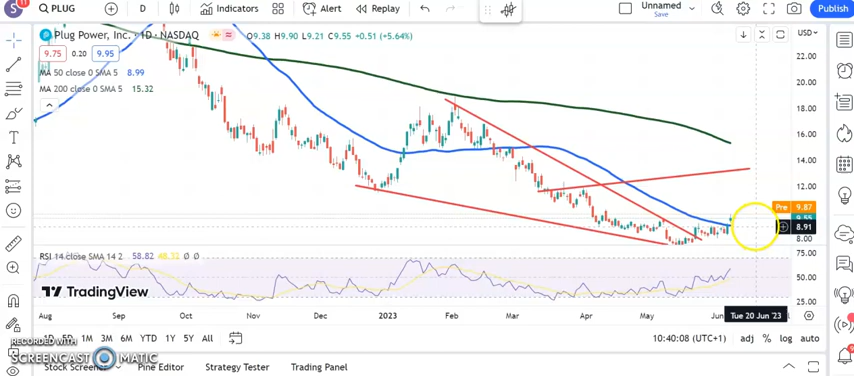 S 11 PLUG D Indicators Alert Replay Unnamed Save Publish
Plug Power, Inc. · 1D · NASDAQ O9.38 H9.90 L9.21 C9.55 +0.51 (+5.64%) USD
9.75 0.20 9.95
MA 50 close 0 SMA 5 8.99
MA 200 close 0 SMA 5 15.32
22.00
18.00
16.00
14.00
12.00
Pre 9.87
9.55
8.91
8.00
RSI 14 close SMA 14 2 58.82 48.32 Ø Ø
75.00
50.00
25.00
TradingView
Aug Sep Oct Nov Dec 2023 Feb Mar Apr May Jun Tue 20 Jun '23
1D 5D 1M 3M 6M YTD 1Y 5Y All 10:40:08 (UTC+1) adj % log auto
RECORDED WITH
SCREENCAST MATIC
Stock Screener Pine Editor Strategy Tester Trading Panel